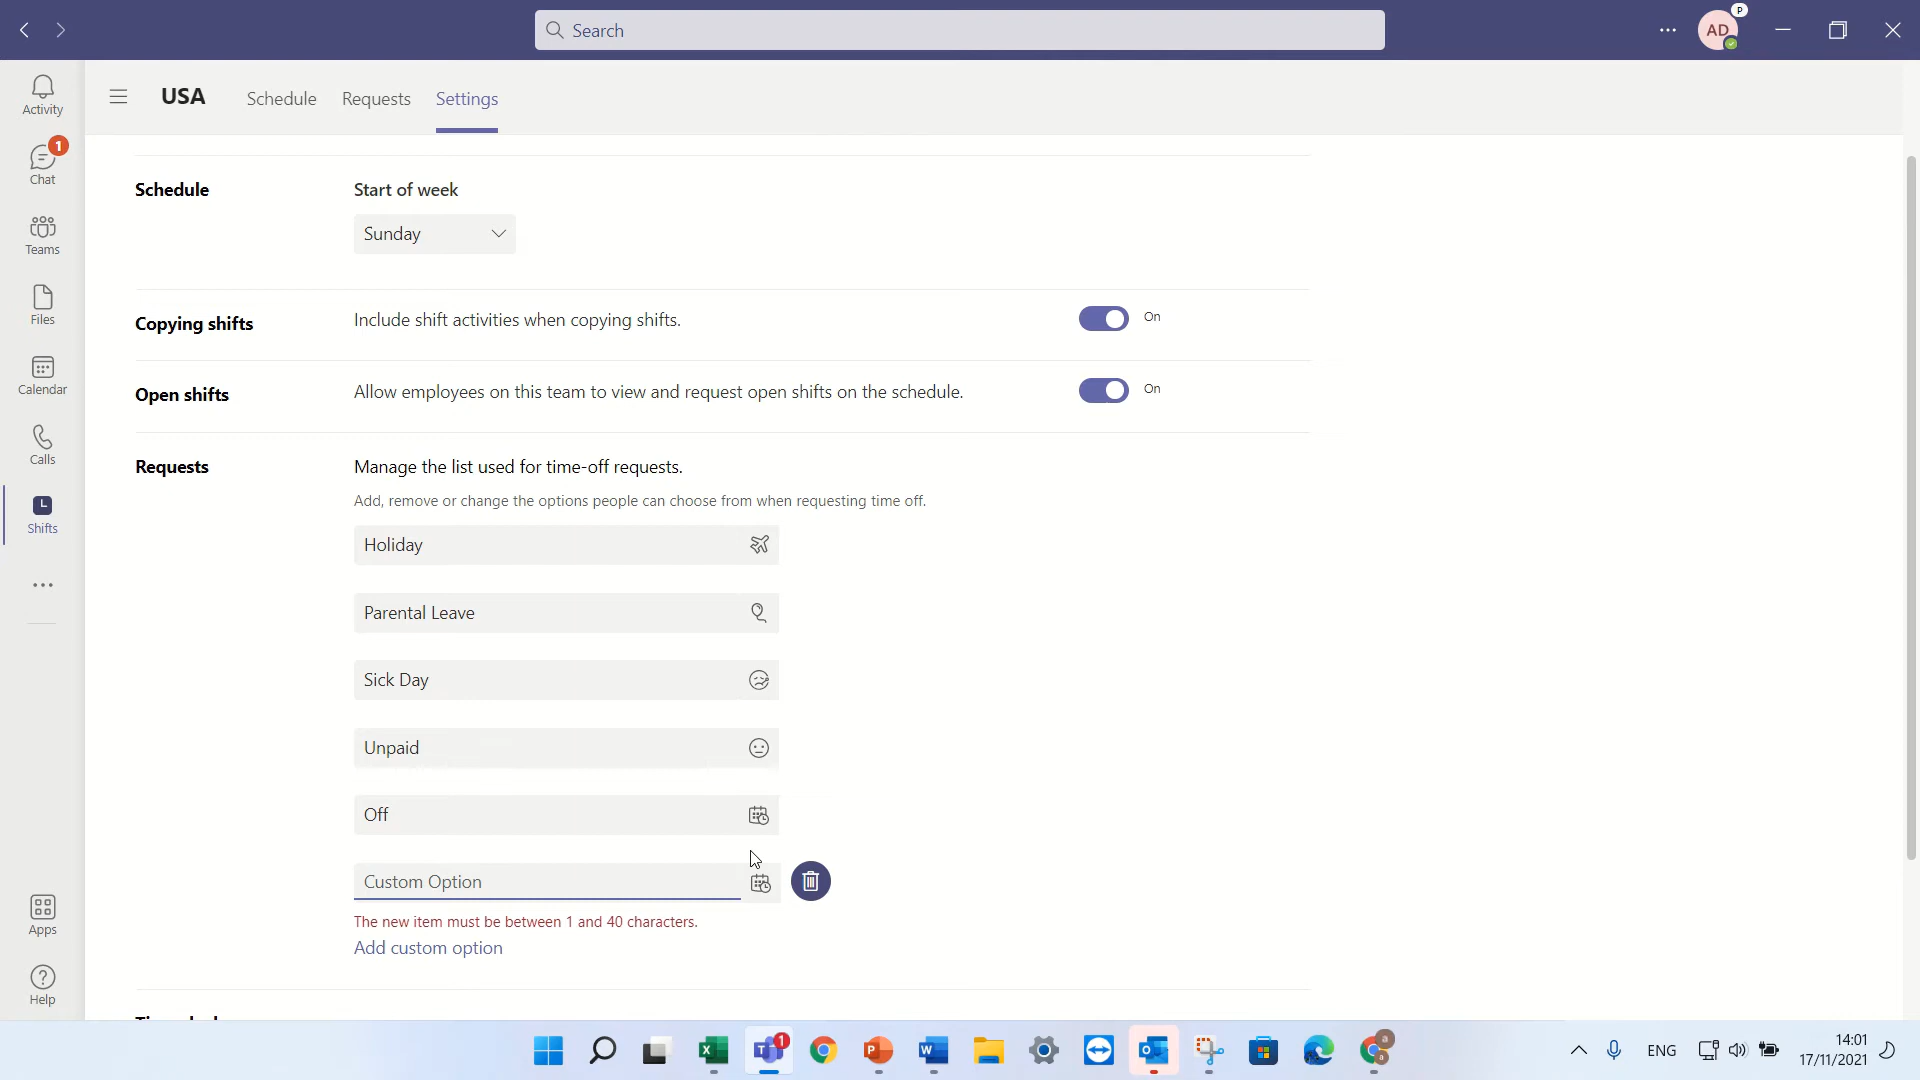 Search
AD
P
Activity
1
Chat
Teams
Files
Calendar
Calls
Shifts
Apps
Help
USA
Schedule
Requests
Settings
Schedule
Start of week
Sunday
Copying shifts
Include shift activities when copying shifts.
On
Open shifts
Allow employees on this team to view and request open shifts on the schedule.
On
Requests
Manage the list used for time-off requests.
Add, remove or change the options people can choose from when requesting time off.
Holiday
Parental Leave
Sick Day
Unpaid
Off
Custom Option
The new item must be between 1 and 40 characters.
Add custom option
1
ENG
14:01
17/11/2021